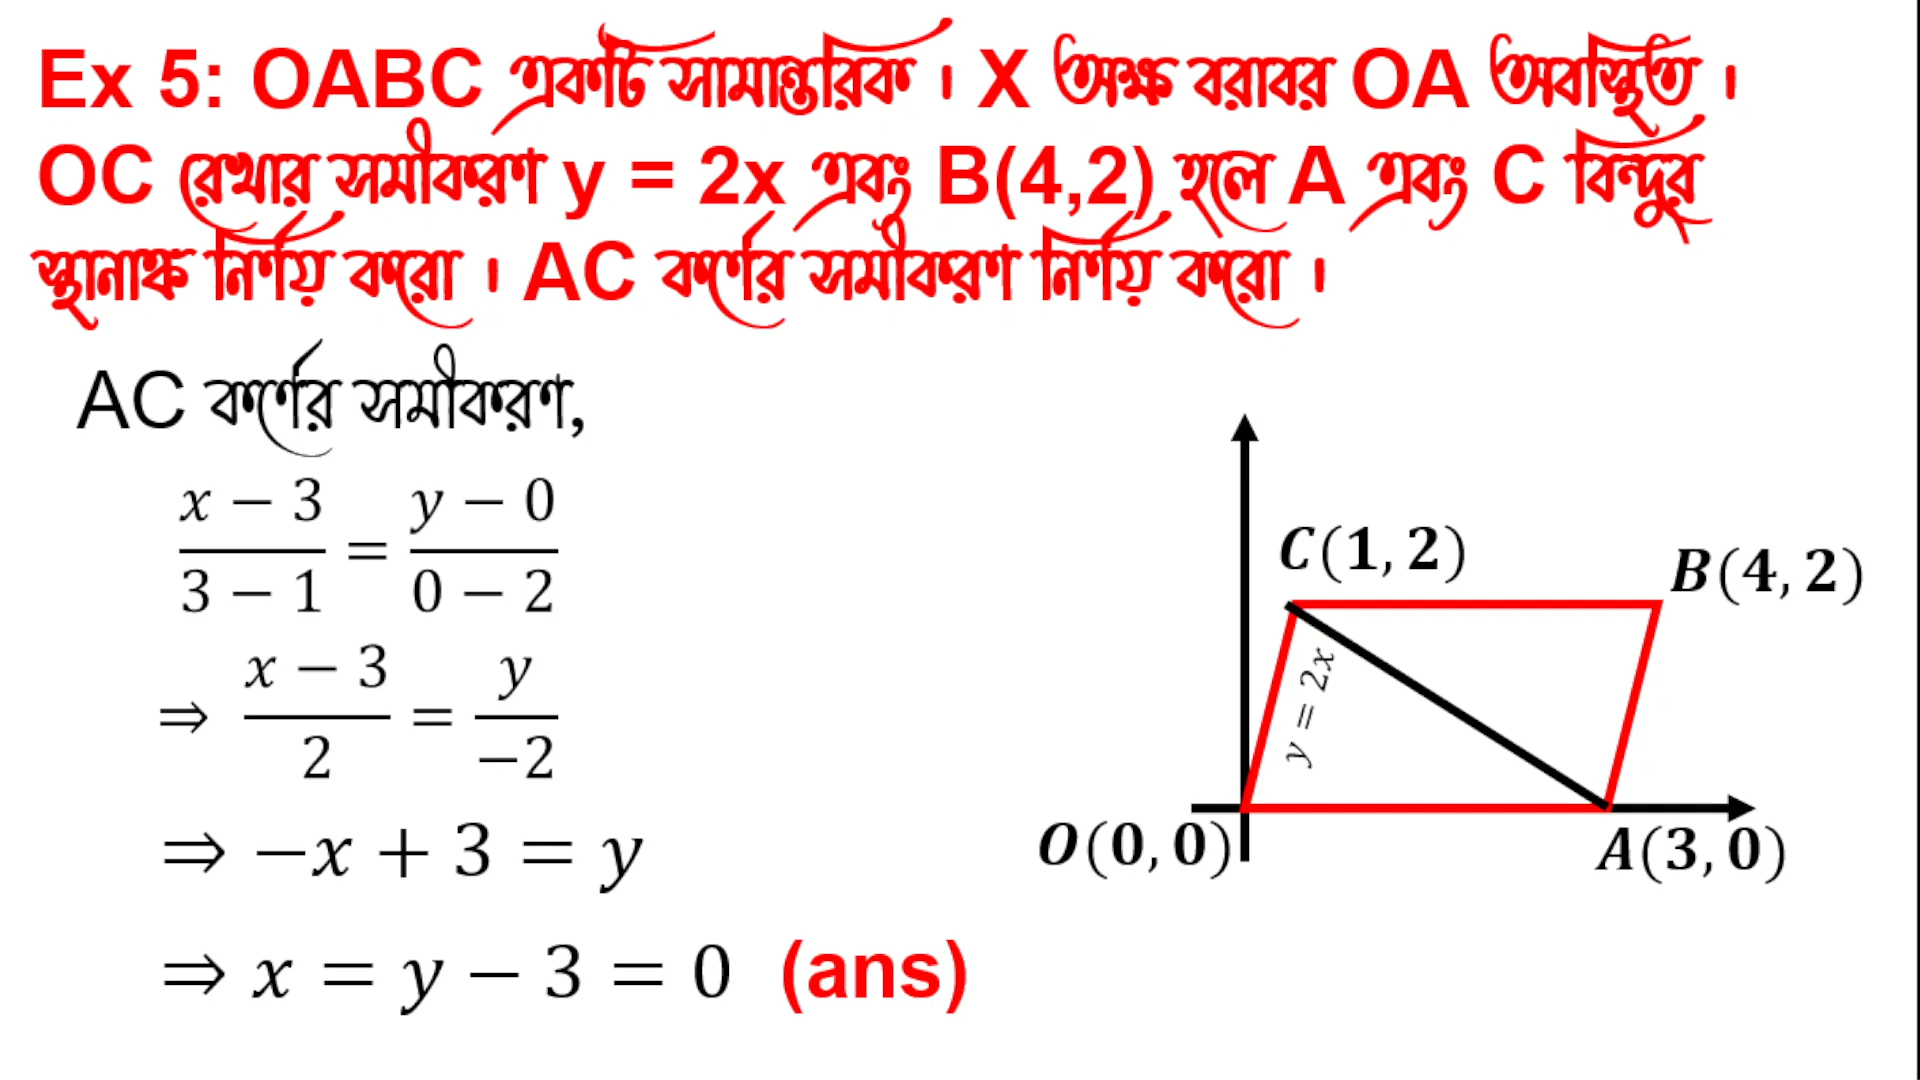 Ex 5: OABC একটি সামান্তরিক । X অক্ষ বরাবর OA অবস্থিত ।
OC রেখার সমীকরণ y = 2x এবং B(4,2) হলে A এবং C বিন্দুর
স্থানাঙ্ক নির্ণয় করো । AC কর্ণের সমীকরণ নির্ণয় করো ।
AC কর্ণের সমীকরণ,
x − 3 / 3 − 1 = y − 0 / 0 − 2
⇒ x − 3 / 2 = y / −2
⇒ −x + 3 = y
⇒ x = y − 3 = 0 (ans)
C(1, 2)
B(4, 2)
y = 2x
O(0, 0)
A(3, 0)